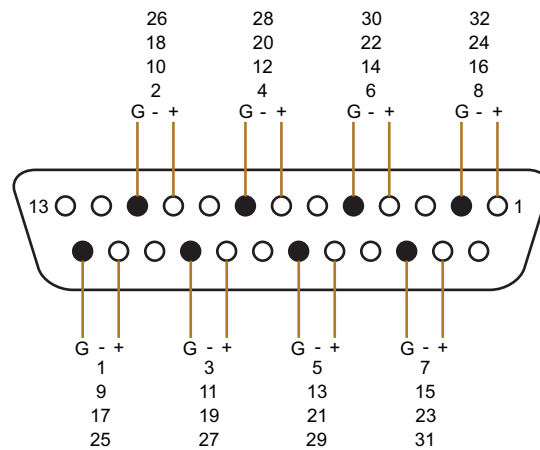 26 28 30 32
18 20 22 24
10 12 14 16
2 4 6 8
G - + G - + G - + G - +
13 1
G - + G - + G - + G - +
1 3 5 7
9 11 13 15
17 19 21 23
25 27 29 31